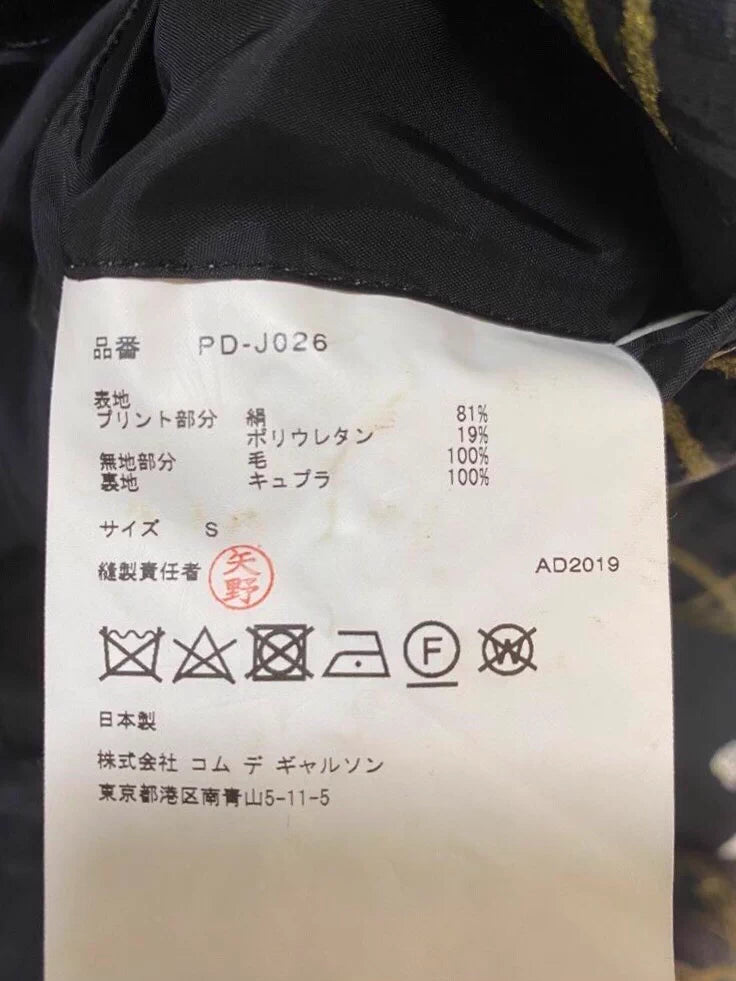 品番 PD-J026
表地
プリント部分 絹 81%
ポリウレタン 19%
無地部分 毛 100%
裏地 キュプラ 100%
サイズ S
縫製責任者 矢野 AD2019
F W
日本製
株式会社 コム デ ギャルソン
東京都港区南青山5-11-5